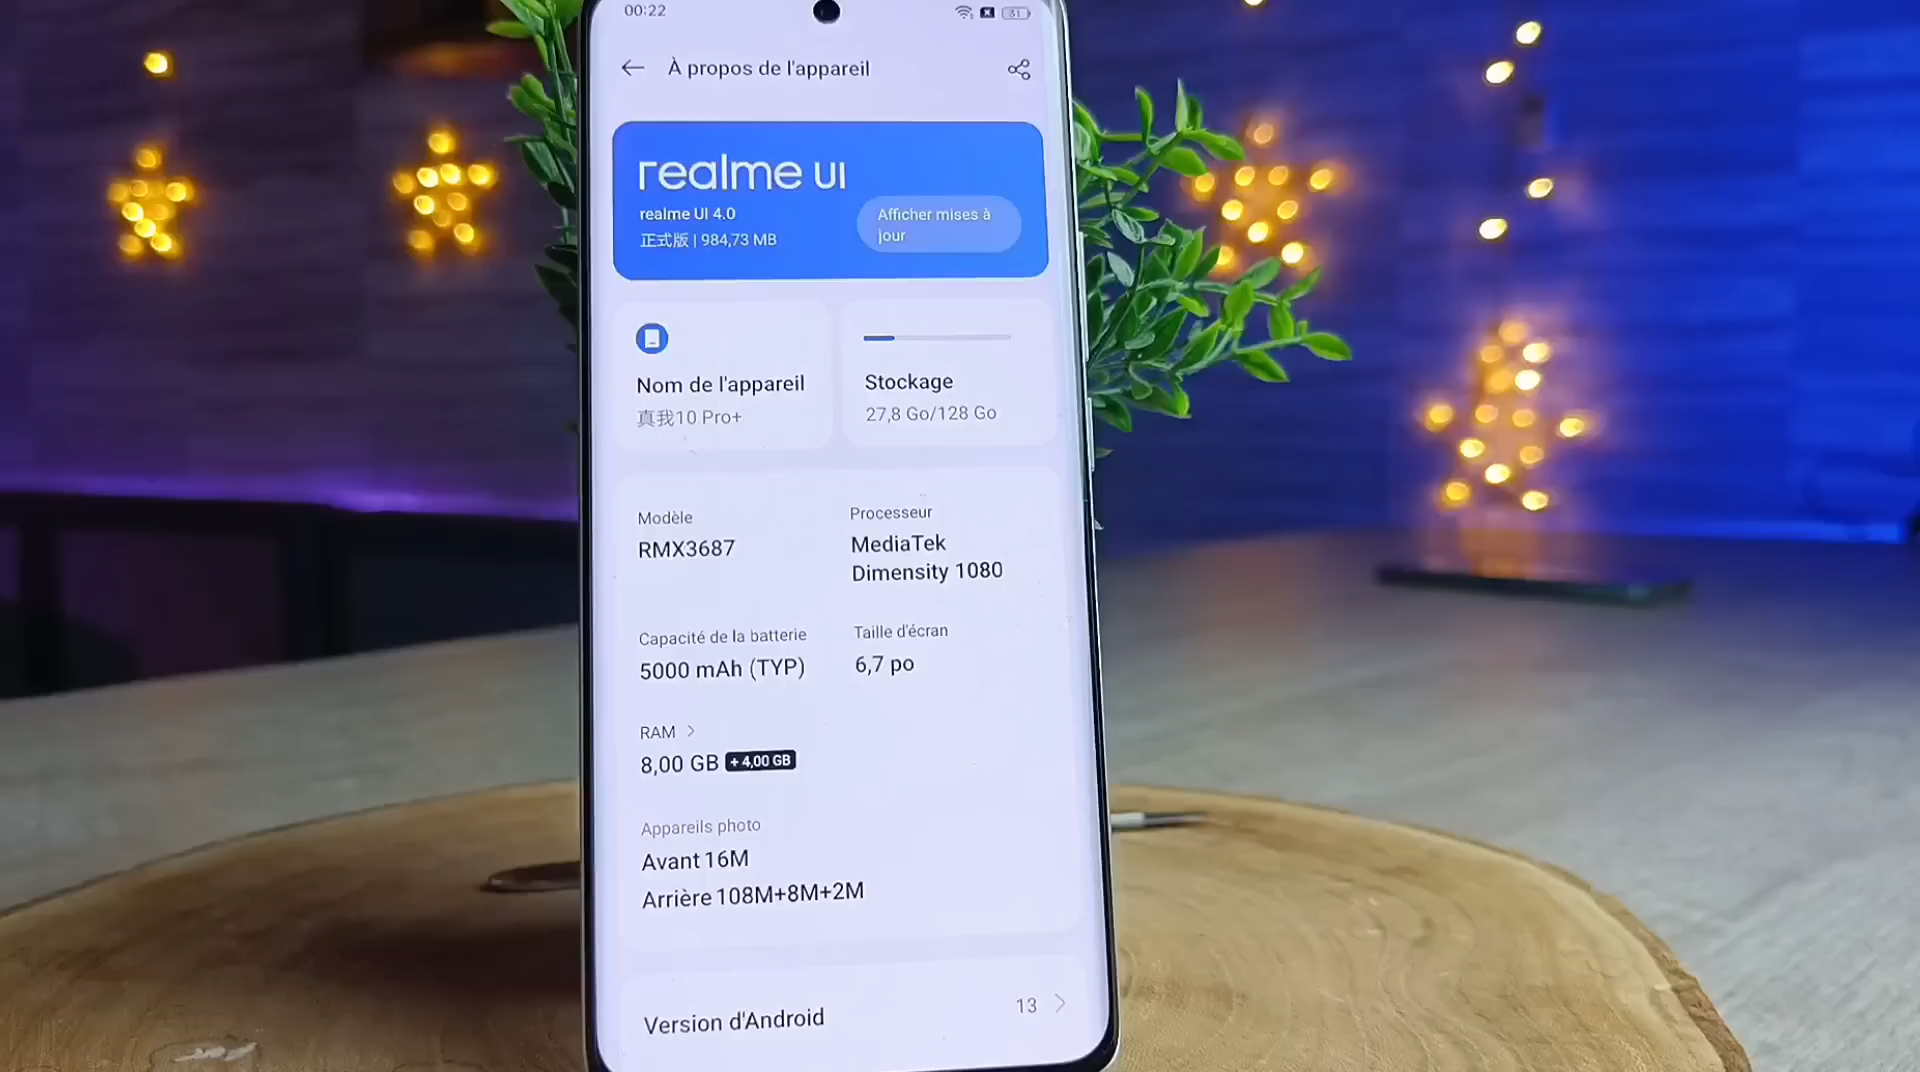 00:22
31
À propos de l'appareil
realme UI
realme UI 4.0
正式版 | 984,73 MB
Afficher mises à
jour
Nom de l'appareil
真我10 Pro+
Stockage
27,8 Go/128 Go
Modèle
RMX3687
Processeur
MediaTek
Dimensity 1080
Capacité de la batterie
5000 mAh (TYP)
Taille d'écran
6,7 po
RAM
8,00 GB +4,00 GB
Appareils photo
Avant 16M
Arrière 108M+8M+2M
Version d'Android
13